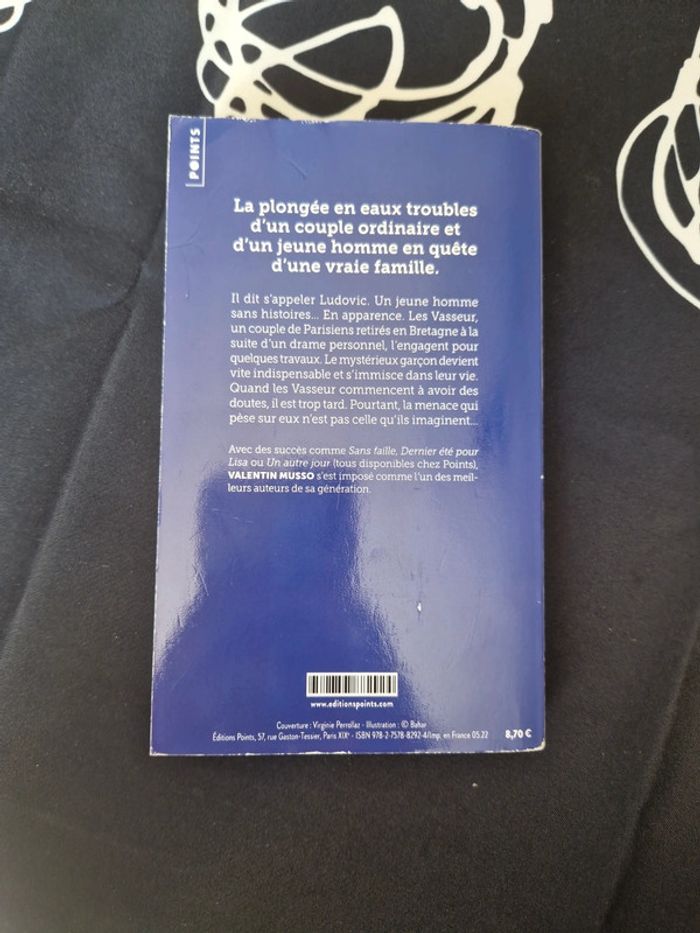 POINTS
La plongée en eaux troubles
d'un couple ordinaire et
d'un jeune homme en quête
d'une vraie famille.
Il dit s'appeler Ludovic. Un jeune homme
sans histoires... En apparence. Les Vasseur,
un couple de Parisiens retirés en Bretagne à la
suite d'un drame personnel, l'engagent pour
quelques travaux. Le mystérieux garçon devient
vite indispensable et s'immisce dans leur vie.
Quand les Vasseur commencent à avoir des
doutes, il est trop tard. Pourtant, la menace qui
pèse sur eux n'est pas celle qu'ils imaginent...
Avec des succès comme Sans faille, Dernier été pour
Lisa ou Un autre jour (tous disponibles chez Points),
VALENTIN MUSSO s'est imposé comme l'un des meil-
leurs auteurs de sa génération.
www.editionspoints.com
Couverture : Virginie Perrollaz - Illustration : © Bahar
Éditions Points, 57, rue Gaston-Tessier, Paris XIXe - ISBN 978-2-7578-8292-4/Imp. en France 05.22 8,70 €